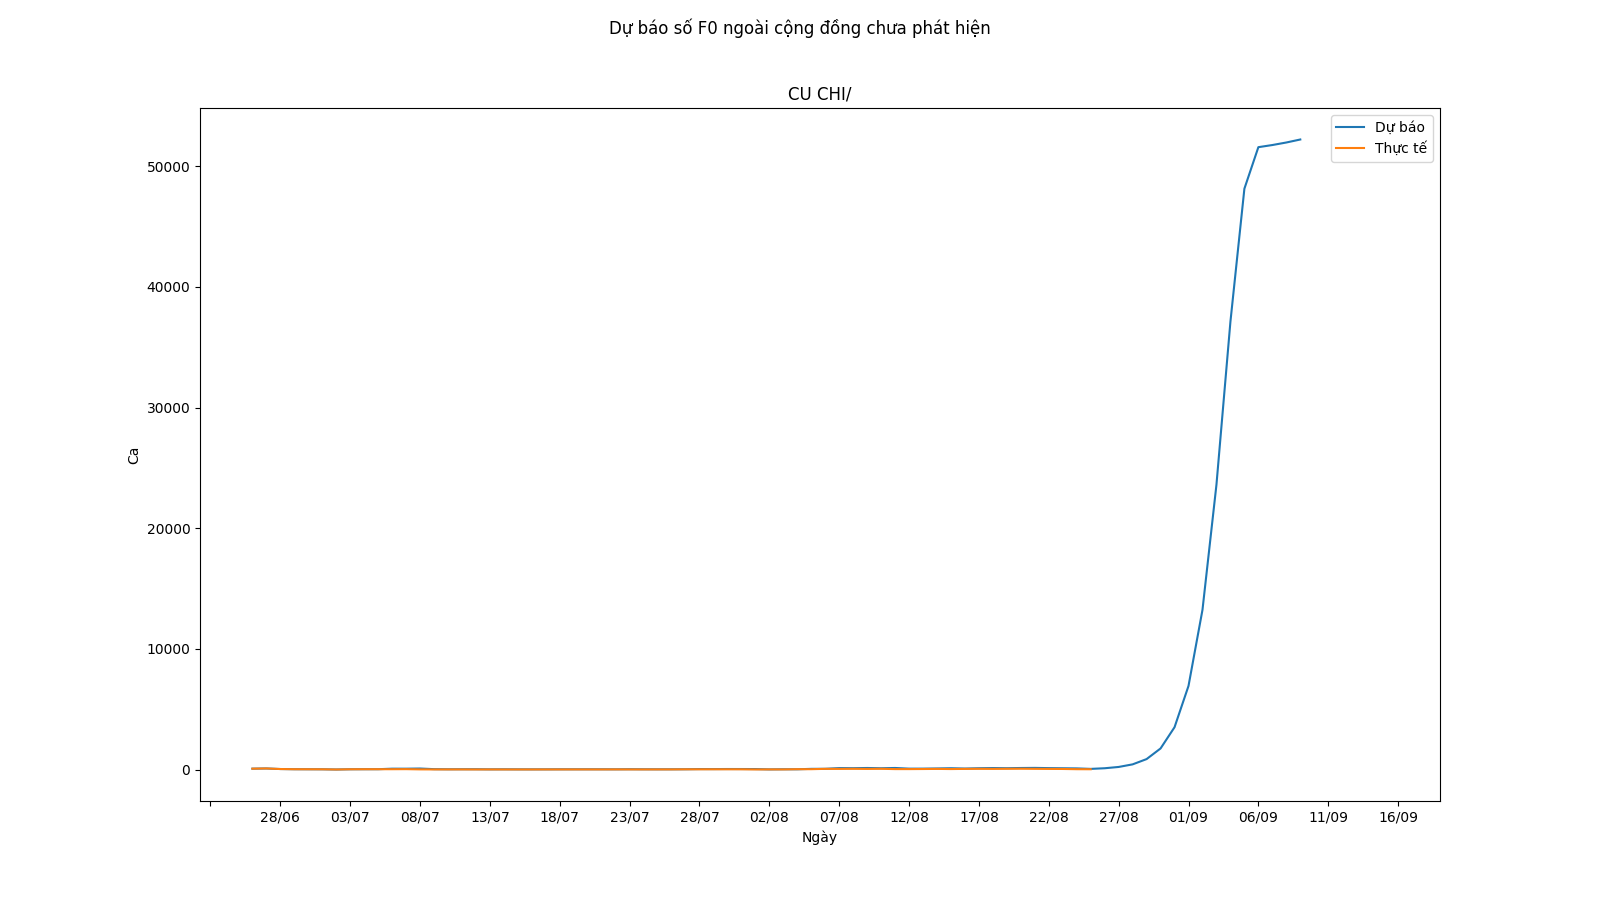 Dự báo số F0 ngoài cộng đồng chưa phát hiện
CU CHI/
Dự báo
Thực tế
50000
40000
30000
20000
10000
0
Ca
28/06 03/07 08/07 13/07 18/07 23/07 28/07 02/08 07/08 12/08 17/08 22/08 27/08 01/09 06/09 11/09 16/09
Ngày